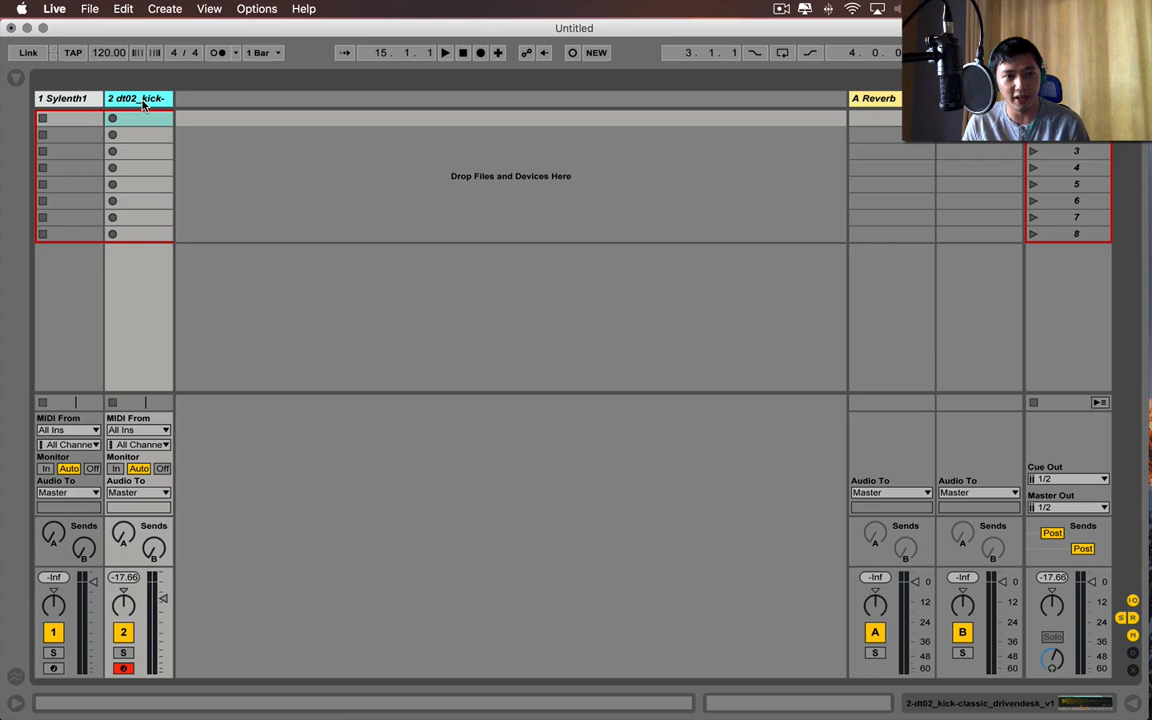 Live File Edit View Create Options Help
Untitled
Link TAP 120.00 4 / 4 1 Bar 15. 1. 1 NEW 3. 1. 1 4. 0.
1 Sylenth1 2 dt02_kick- A Reverb
Drop Files and Devices Here
3
4
5
6
7
8
MIDI From MIDI From
All Ins All Ins
All Channe All Channe
Monitor Monitor
In Auto Off In Auto Off
Cue Out
1/2
Audio To Audio To Audio To Audio To
Master Master Master Master
Master Out
1/2
Sends Sends Sends Sends Post Sends
A B A B A B A B Post
-Inf -17.66 -Inf -Inf -17.66
0 0 0
12 12 12
24 24 24
1 2 A B 36 36 36
S S S S Solo
48 48 48
60 60 60
I-O
S R
M
D
X
2-dt02_kick-classic_drivendesk_v1